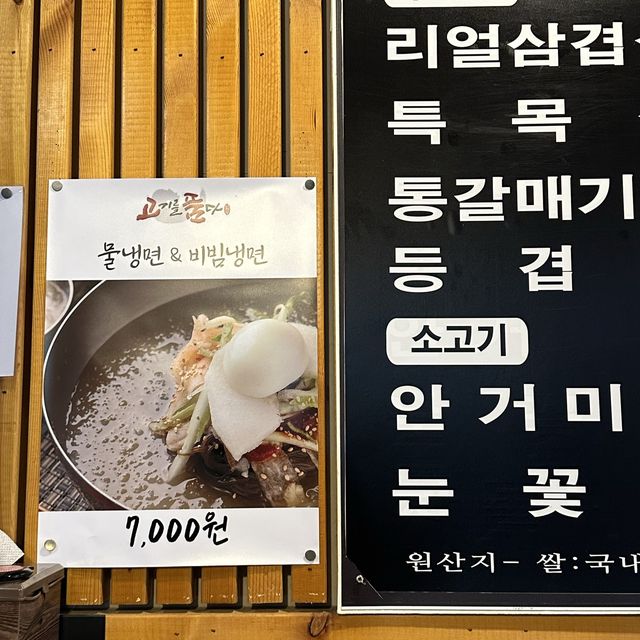 고기를 품다
물냉면 & 비빔냉면
7,000원
리얼삼겹
특 목
통갈매기
등 겹
소고기
안 거 미
눈 꽃
원산지- 쌀:국내